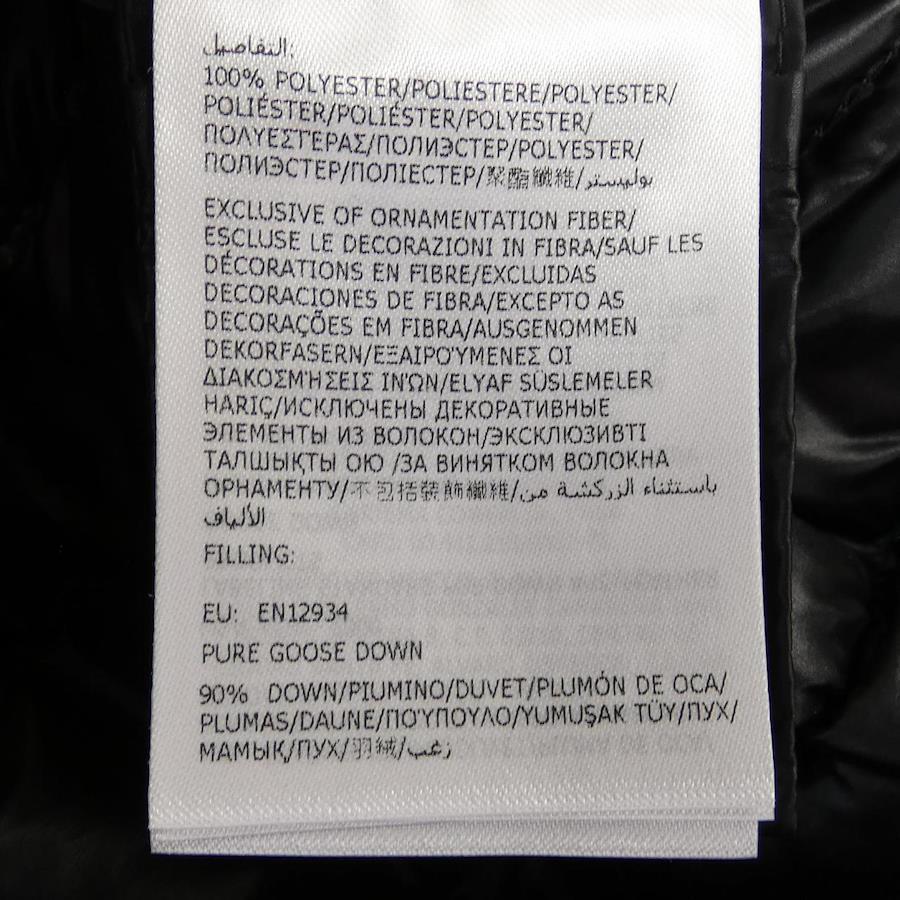 التفاصيل:
100% POLYESTER/POLIESTERE/POLYESTER/
POLIÉSTER/POLIÉSTER/POLYESTER/
ΠΟΛΥΕΣΤΕΡΑΣ/ПОЛИЭСТЕР/POLYESTER/
ПОЛИЭСТЕР/ПОЛІЕСТЕР/聚酯纖維/بوليستر
EXCLUSIVE OF ORNAMENTATION FIBER/
ESCLUSE LE DECORAZIONI IN FIBRA/SAUF LES
DÉCORATIONS EN FIBRE/EXCLUIDAS
DECORACIONES DE FIBRA/EXCEPTO AS
DECORAÇÕES EM FIBRA/AUSGENOMMEN
DEKORFASERN/ΕΞΑΙΡΟΎΜΕΝΕΣ ΟΙ
ΔΙΑΚΟΣΜΉΣΕΙΣ ΙΝΏΝ/ELYAF SÜSLEMELER
HARIÇ/ИСКЛЮЧЕНЫ ДЕКОРАТИВНЫЕ
ЭЛЕМЕНТЫ ИЗ ВОЛОКОН/ЭКСКЛЮЗИВТІ
ТАЛШЫҚТЫ ОЮ /ЗА ВИНЯТКОМ ВОЛОКНА
ОРНАМЕНТУ/不包括裝飾纖維/باستثناء الزركشة من
الألياف
FILLING:
EU: EN12934
PURE GOOSE DOWN
90% DOWN/PIUMINO/DUVET/PLUMÓN DE OCA/
PLUMAS/DAUNE/ΠΟΎΠΟΥΛΟ/YUMUŞAK TÜY/ПУХ/
МАМЫҚ/ПУХ/羽絨/زغب